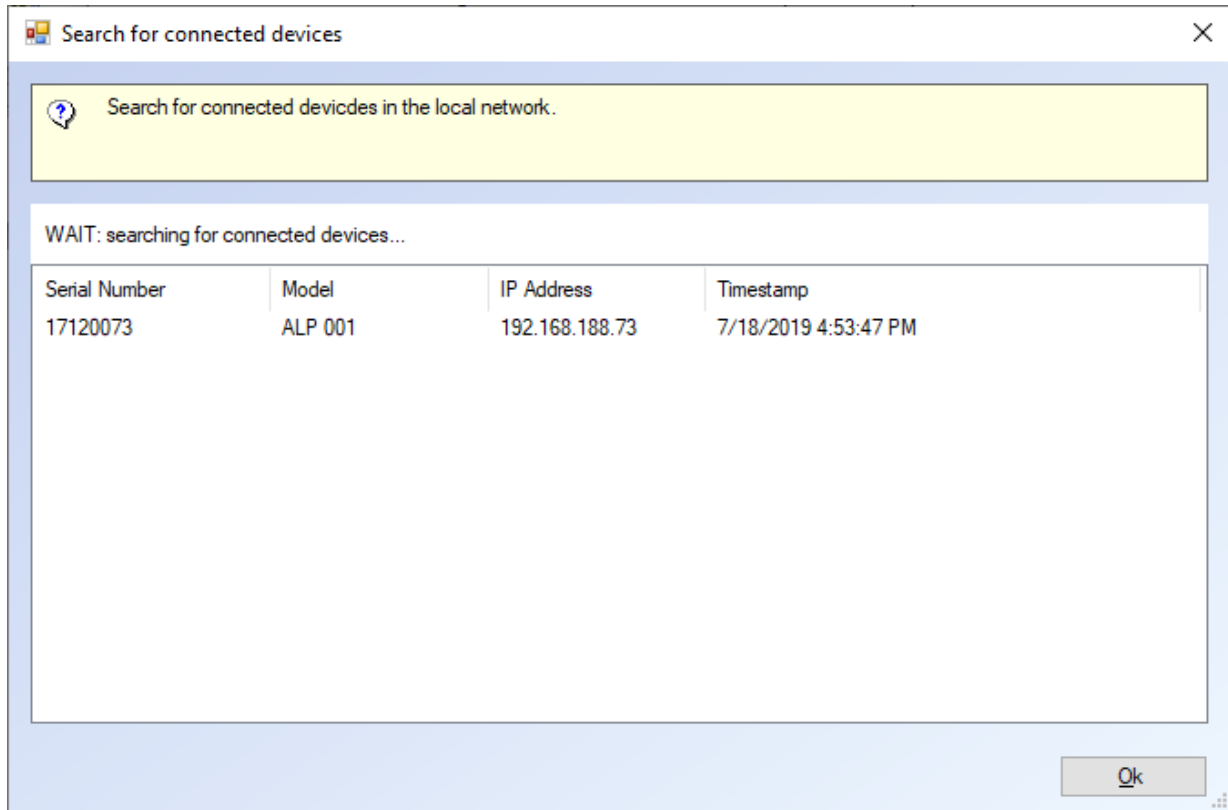 Search for connected devices
Search for connected devicdes in the local network.
WAIT: searching for connected devices...
Serial Number Model IP Address Timestamp
17120073 ALP 001 192.168.188.73 7/18/2019 4:53:47 PM
Ok